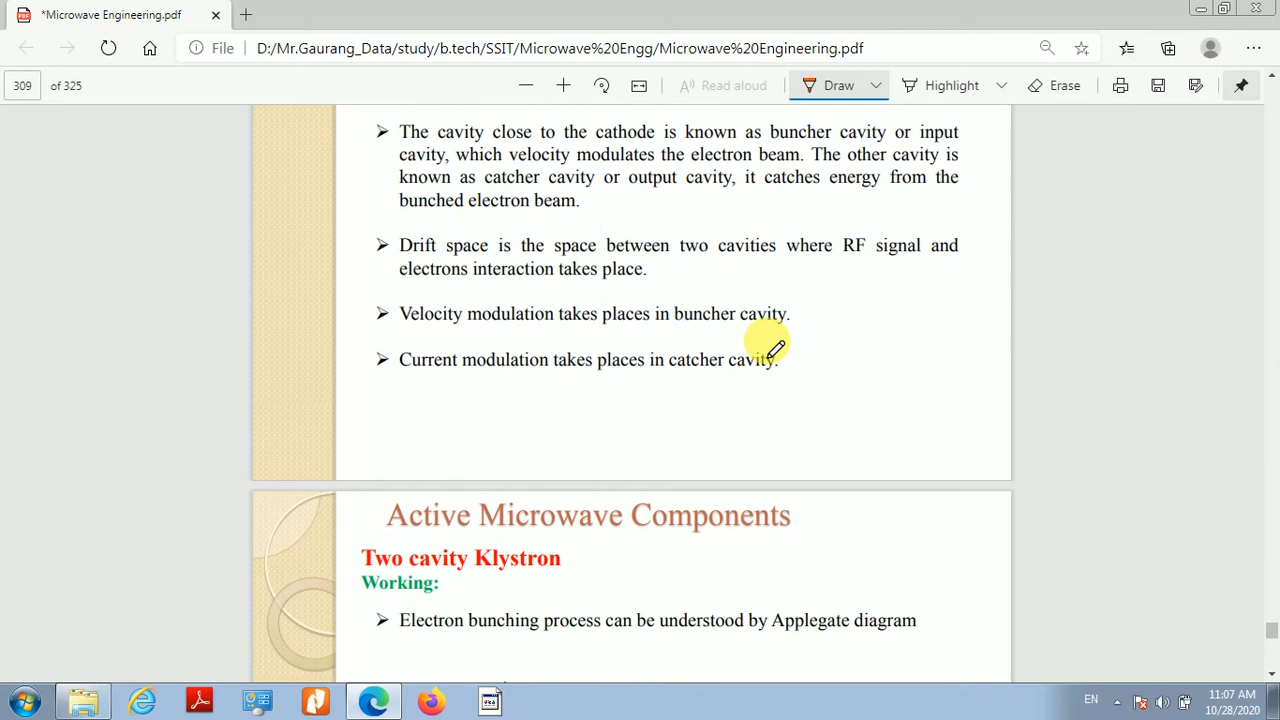 *Microwave Engineering.pdf
File D:/Mr.Gaurang_Data/study/b.tech/SSIT/Microwave%20Engg/Microwave%20Engineering.pdf
309 of 325 Read aloud Draw Highlight Erase
➢ The cavity close to the cathode is known as buncher cavity or input
cavity, which velocity modulates the electron beam. The other cavity is
known as catcher cavity or output cavity, it catches energy from the
bunched electron beam.
➢ Drift space is the space between two cavities where RF signal and
electrons interaction takes place.
➢ Velocity modulation takes places in buncher cavity.
➢ Current modulation takes places in catcher cavity.
Active Microwave Components
Two cavity Klystron
Working:
➢ Electron bunching process can be understood by Applegate diagram
EN 11:07 AM
10/28/2020